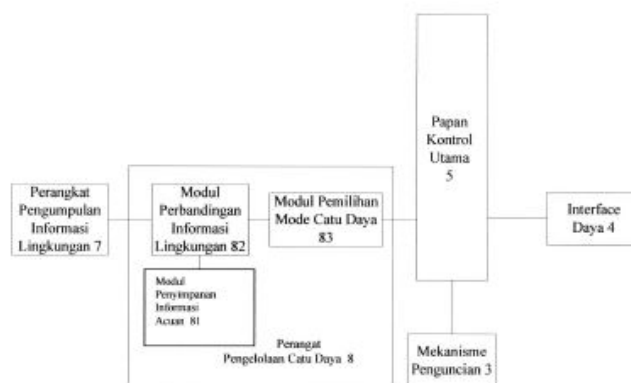 Papan
Kontrol
Utama
5
Perangkat
Pengumpulan
Informasi
Lingkungan 7
Modul
Perbandingan
Informasi
Lingkungan 82
Modul Pemilihan
Mode Catu Daya
83
Interface
Daya 4
Modul
Penyimpanan
Informasi
Acuan 81
Perangat
Pengelolaan Catu Daya 8
Mekanisme
Penguncian 3